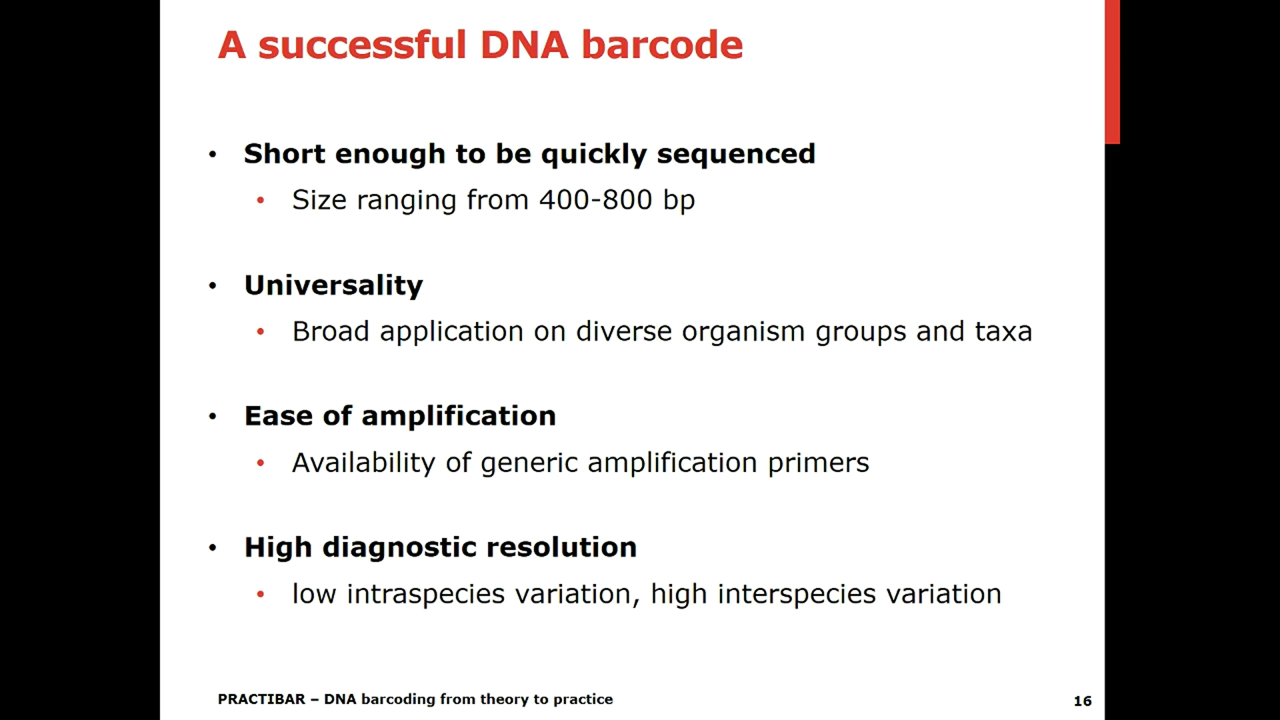 A successful DNA barcode
• Short enough to be quickly sequenced
• Size ranging from 400-800 bp
• Universality
• Broad application on diverse organism groups and taxa
• Ease of amplification
• Availability of generic amplification primers
• High diagnostic resolution
• low intraspecies variation, high interspecies variation
PRACTIBAR – DNA barcoding from theory to practice
16